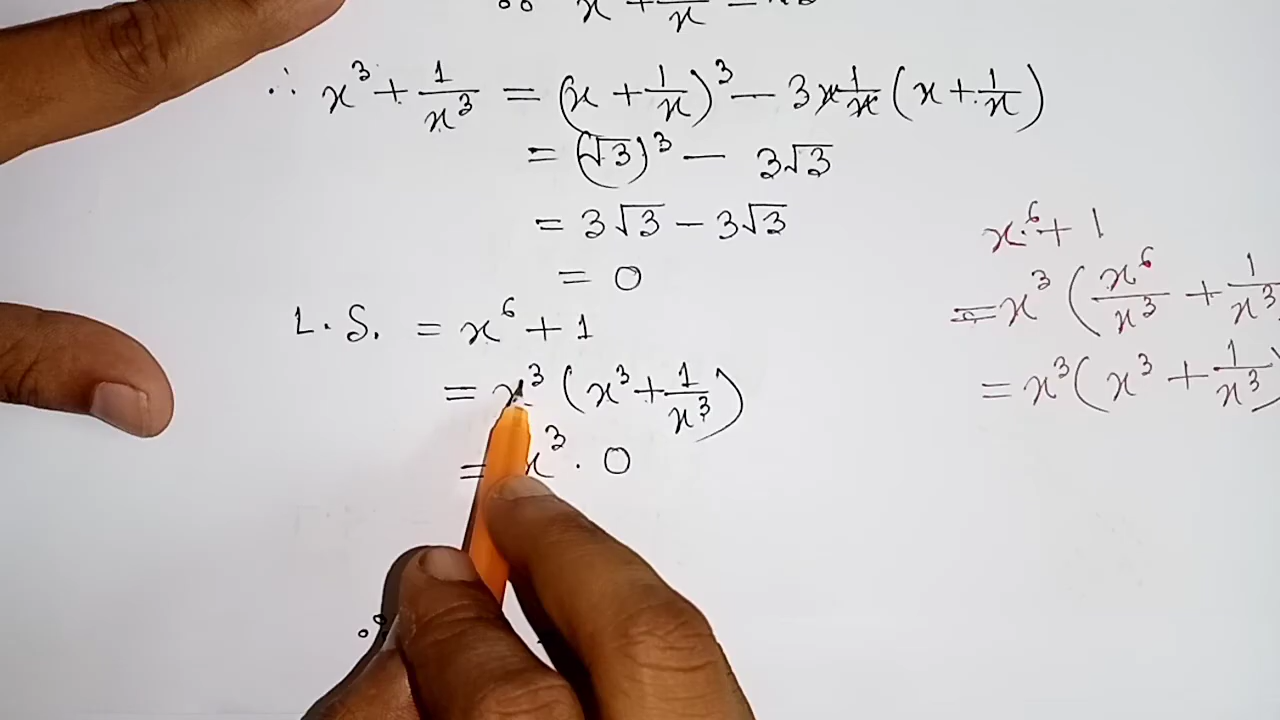 ∴ x³ + 1/x³ = (x + 1/x)³ − 3x 1/x (x + 1/x)
= (√3)³ − 3√3
= 3√3 − 3√3
= 0
L.S. = x⁶ + 1
= x³ (x³ + 1/x³)
= x³ · 0
x⁶ + 1
= x³ (x⁶/x³ + 1/x³
= x³ (x³ + 1/x³)